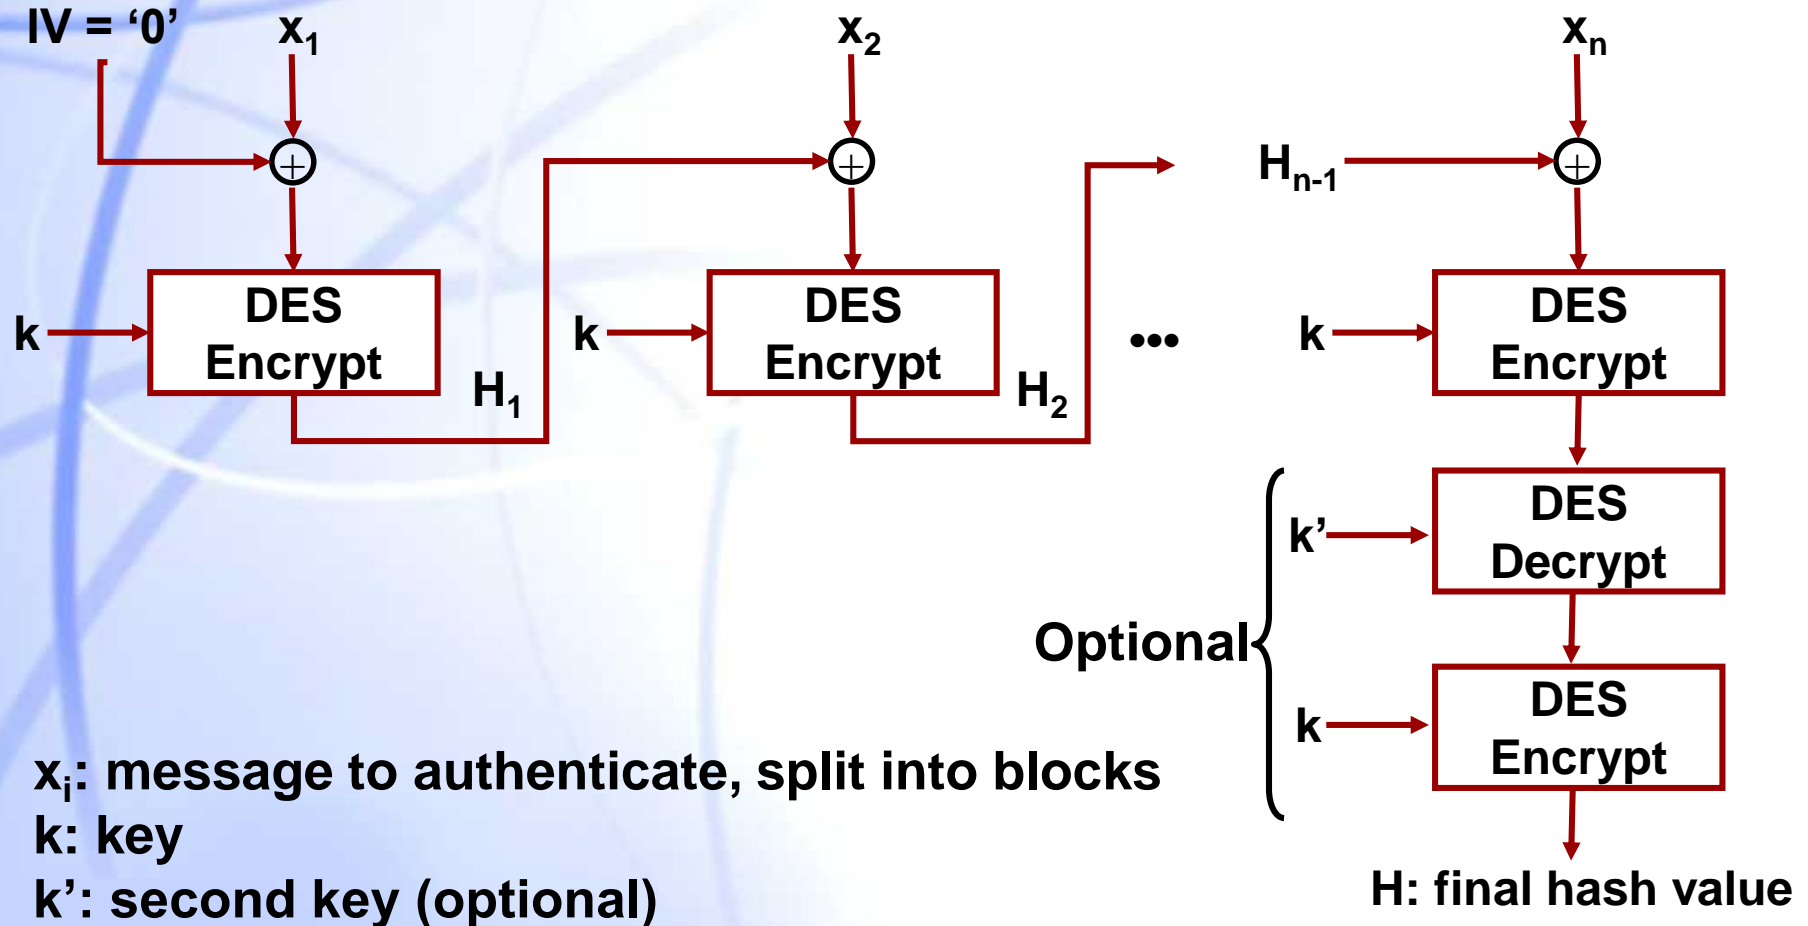 IV = ‘0’ x₁ x₂ xₙ
+ + Hₙ₋₁ +
DES DES DES
k Encrypt k Encrypt ... k Encrypt
H₁ H₂
DES
k’ Decrypt
Optional
DES
k Encrypt
xᵢ: message to authenticate, split into blocks
k: key
k’: second key (optional)
H: final hash value